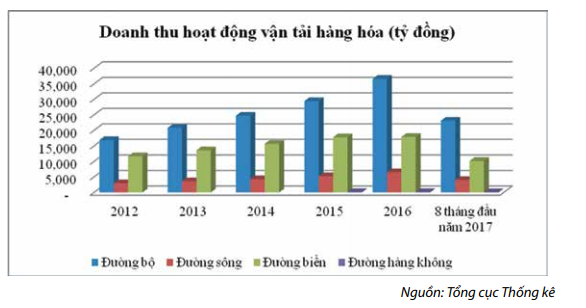 Doanh thu hoạt động vận tải hàng hóa (tỷ đồng)
40,000
35,000
30,000
25,000
20,000
15,000
10,000
5,000
-
2012 2013 2014 2015 2016 8 tháng đầu
năm 2017
Đường bộ Đường sông Đường biển Đường hàng không
Nguồn: Tổng cục Thống kê